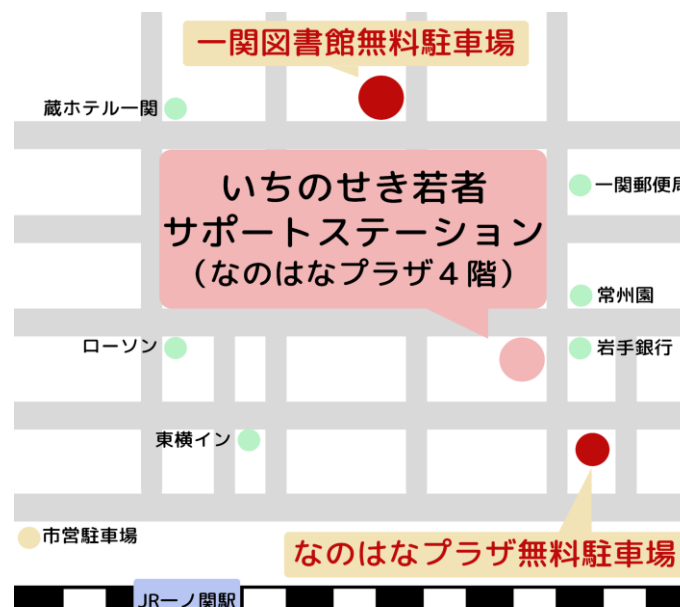 一関図書館無料駐車場
蔵ホテル一関
いちのせき若者
サポートステーション
（なのはなプラザ４階）
一関郵便局
常州園
ローソン
岩手銀行
東横イン
市営駐車場
なのはなプラザ無料駐車場
JR一ノ関駅